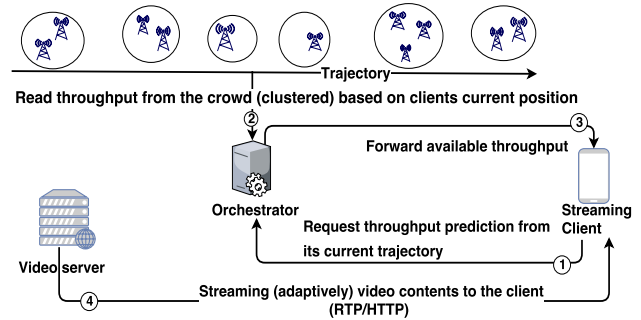 Trajectory
Read throughput from the crowd (clustered) based on clients current position
2
3
Forward available throughput
Orchestrator
Streaming
Client
Request throughput prediction from
its current trajectory
1
Video server
4
Streaming (adaptively) video contents to the client
(RTP/HTTP)